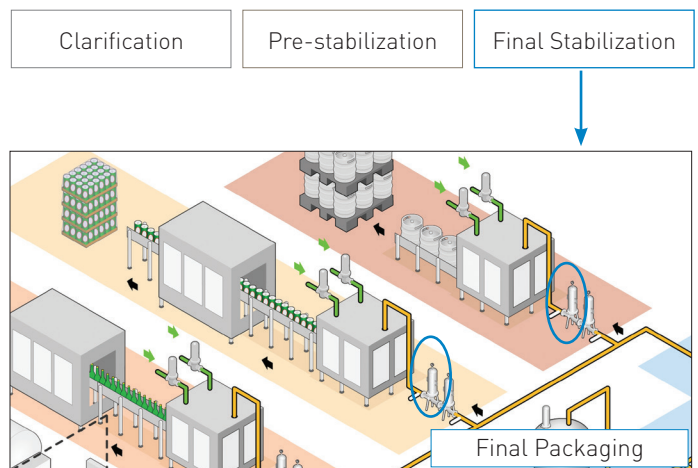 Clarification
Pre-stabilization
Final Stabilization
Final Packaging